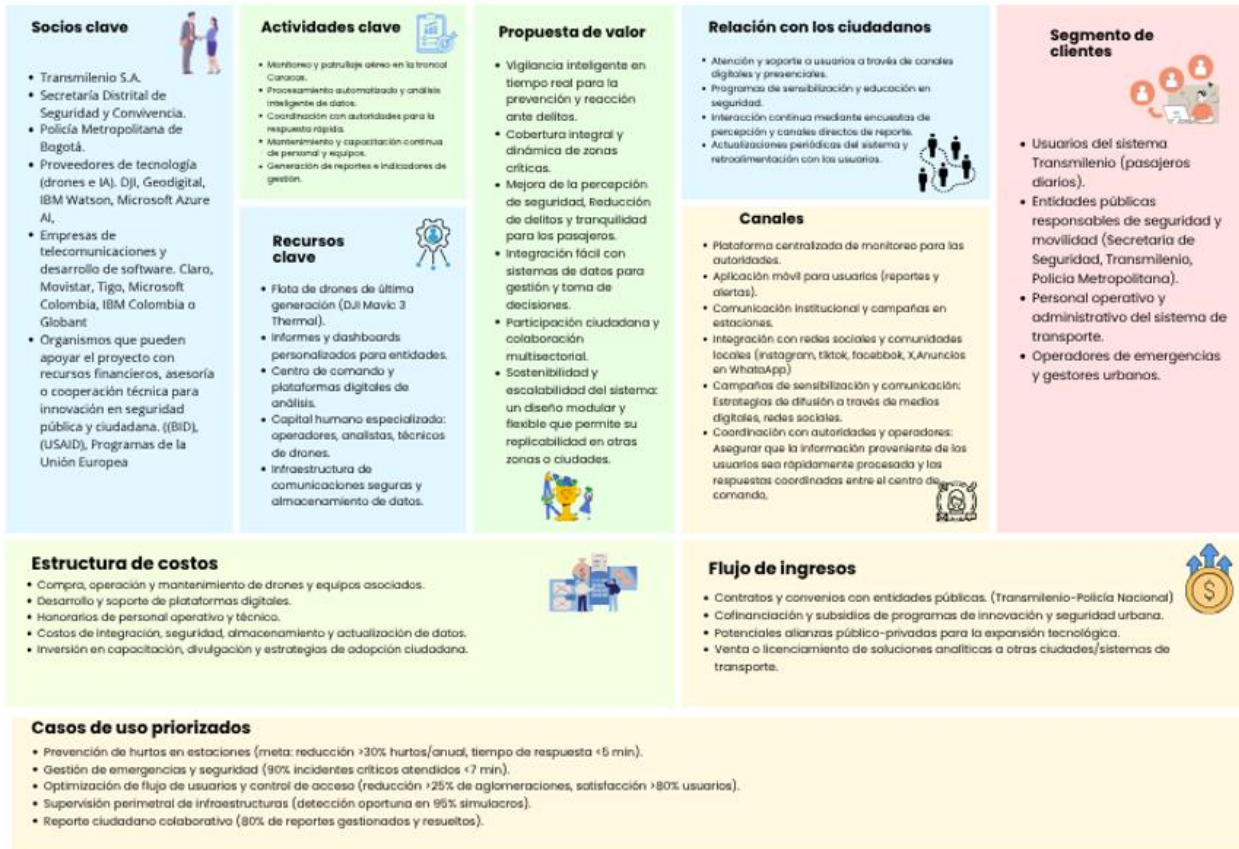 Socios clave
• Transmilenio S.A.
• Secretaría Distrital de
Seguridad y Convivencia.
• Policía Metropolitana de
Bogotá.
• Proveedores de tecnología
(drones e IA). DJI, Geodigital,
IBM Watson, Microsoft Azure
AI,
• Empresas de
telecomunicaciones y
desarrollo de software. Claro,
Movistar, Tigo, Microsoft
Colombia, IBM Colombia o
Globant
• Organismos que pueden
apoyar el proyecto con
recursos financieros, asesoría
o cooperación técnica para
innovación en seguridad
pública y ciudadana. ((BID),
(USAID), Programas de la
Unión Europea
Actividades clave
• Monitoreo y patrullaje aéreo en la troncal
Caracas.
• Procesamiento automatizado y análisis
inteligente de datos.
• Coordinación con autoridades para la
respuesta rápida.
• Mantenimiento y capacitación continua
de personal y equipos.
• Generación de reportes e indicadores de
gestión.
Recursos
clave
• Flota de drones de última
generación (DJI Mavic 3
Thermal).
• Informes y dashboards
personalizados para entidades.
• Centro de comando y
plataformas digitales de
análisis.
• Capital humano especializado:
operadores, analistas, técnicos
de drones.
• Infraestructura de
comunicaciones seguras y
almacenamiento de datos.
Propuesta de valor
• Vigilancia inteligente en
tiempo real para la
prevención y reacción
ante delitos.
• Cobertura integral y
dinámica de zonas
críticas.
• Mejora de la percepción
de seguridad, Reducción
de delitos y tranquilidad
para los pasajeros.
• Integración fácil con
sistemas de datos para
gestión y toma de
decisiones.
• Participación ciudadana y
colaboración
multisectorial.
• Sostenibilidad y
escalabilidad del sistema:
un diseño modular y
flexible que permite su
replicabilidad en otras
zonas o ciudades.
Relación con los ciudadanos
• Atención y soporte a usuarios a través de canales
digitales y presenciales.
• Programas de sensibilización y educación en
seguridad.
• Interacción continua mediante encuestas de
percepción y canales directos de reporte.
• Actualizaciones periódicas del sistema y
retroalimentación con los usuarios.
Canales
• Plataforma centralizada de monitoreo para las
autoridades.
• Aplicación móvil para usuarios (reportes y
alertas).
• Comunicación institucional y campañas en
estaciones.
• Integración con redes sociales y comunidades
locales (Instagram, tiktok, facebbok, X,Anuncios
en WhatsApp)
• Campañas de sensibilización y comunicación:
Estrategias de difusión a través de medios
digitales, redes sociales.
• Coordinación con autoridades y operadores:
Asegurar que la información proveniente de los
usuarios sea rápidamente procesada y las
respuestas coordinadas entre el centro de
comando,
Segmento de
clientes
• Usuarios del sistema
Transmilenio (pasajeros
diarios).
• Entidades públicas
responsables de seguridad y
movilidad (Secretaria de
Seguridad, Transmilenio,
Policia Metropolitana).
• Personal operativo y
administrativo del sistema de
transporte.
• Operadores de emergencias
y gestores urbanos.
Estructura de costos
• Compra, operación y mantenimiento de drones y equipos asociados.
• Desarrollo y soporte de plataformas digitales.
• Honorarios de personal operativo y técnico.
• Costos de integración, seguridad, almacenamiento y actualización de datos.
• Inversión en capacitación, divulgación y estrategias de adopción ciudadana.
Flujo de ingresos
• Contratos y convenios con entidades públicas. (Transmilenio-Policía Nacional)
• Cofinanciación y subsidios de programas de innovación y seguridad urbana.
• Potenciales alianzas público-privadas para la expansión tecnológica.
• Venta o licenciamiento de soluciones analíticas a otras ciudades/sistemas de
transporte.
Casos de uso priorizados
• Prevención de hurtos en estaciones (meta: reducción >30% hurtos/anual, tiempo de respuesta <5 min).
• Gestión de emergencias y seguridad (90% incidentes críticos atendidos <7 min).
• Optimización de flujo de usuarios y control de acceso (reducción >25% de aglomeraciones, satisfacción >80% usuarios).
• Supervisión perimetral de infraestructuras (detección oportuna en 95% simulacros).
• Reporte ciudadano colaborativo (80% de reportes gestionados y resueltos).